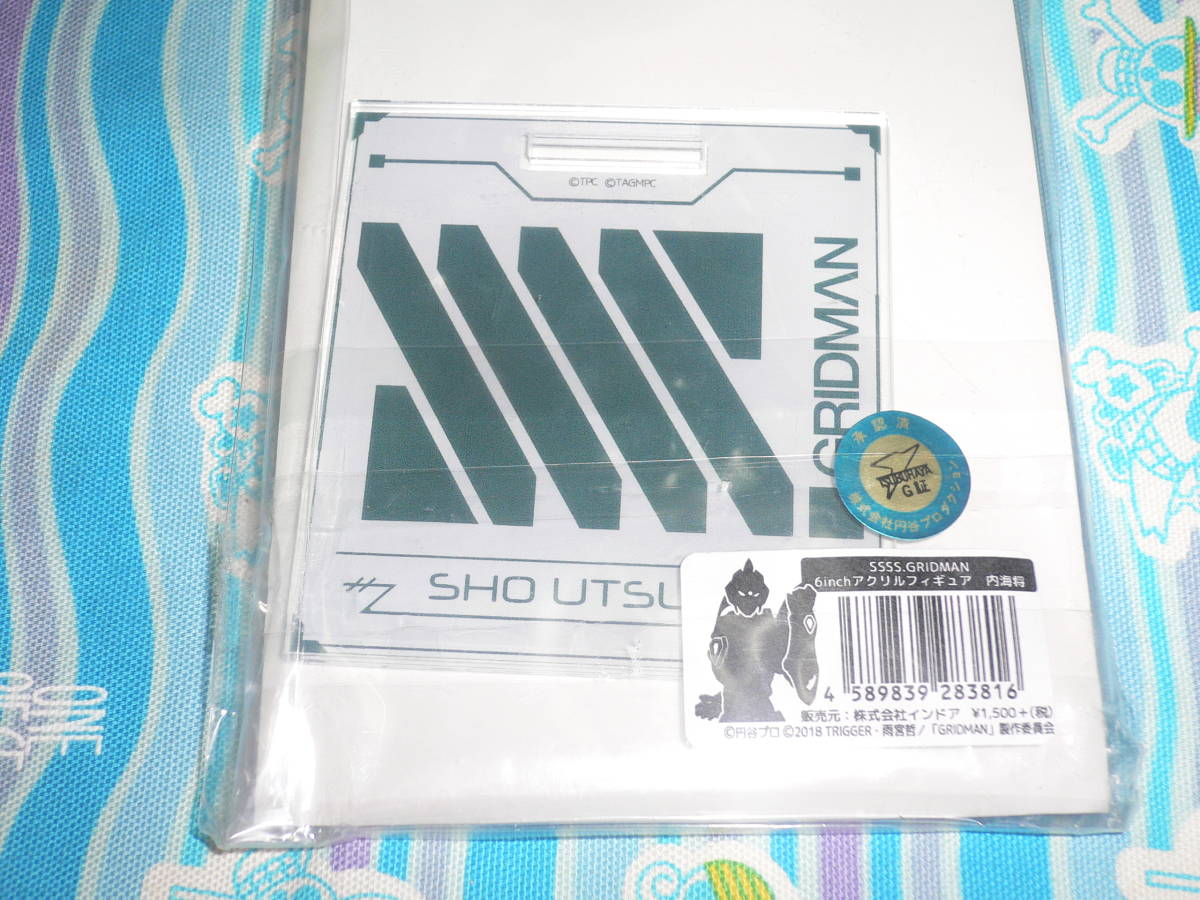 ©TPC ©TAGMPC
GRIDMAN
SHO UTSU
承認済
TSUBURAYA
G証
株式会社円谷プロダクション
SSSS.GRIDMAN
6inchアクリルフィギュア 内海将
4 589839 283816
販売元：株式会社インドア ¥1,500+(税)
©円谷プロ ©2018 TRIGGER・雨宮哲/「GRIDMAN」製作委員会
ONE